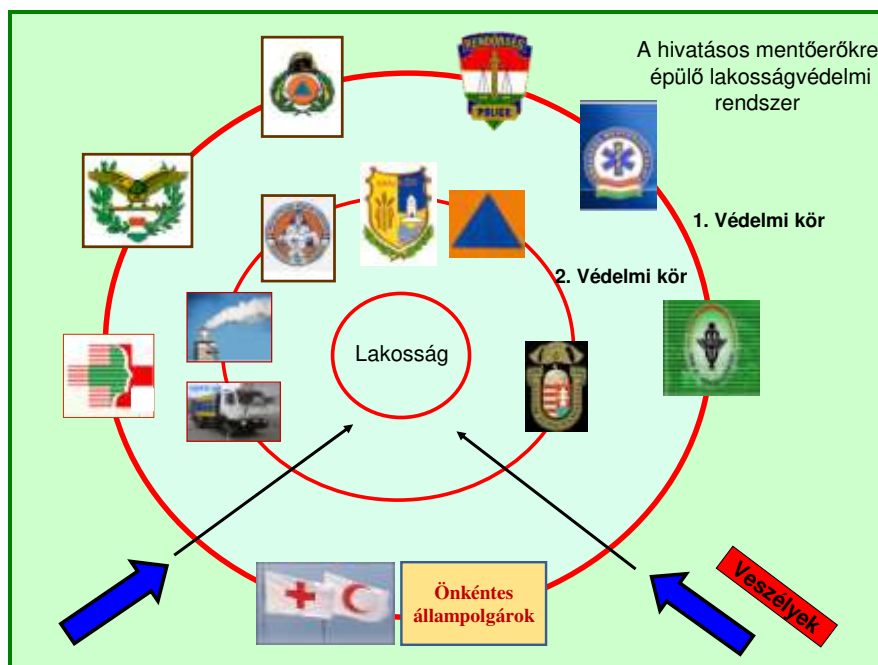 A hivatásos mentőerőkre
épülő lakosságvédelmi
rendszer
RENDŐRSÉG
POLICE
1. Védelmi kör
2. Védelmi kör
Lakosság
Önkéntes
állampolgárok
Veszélyek